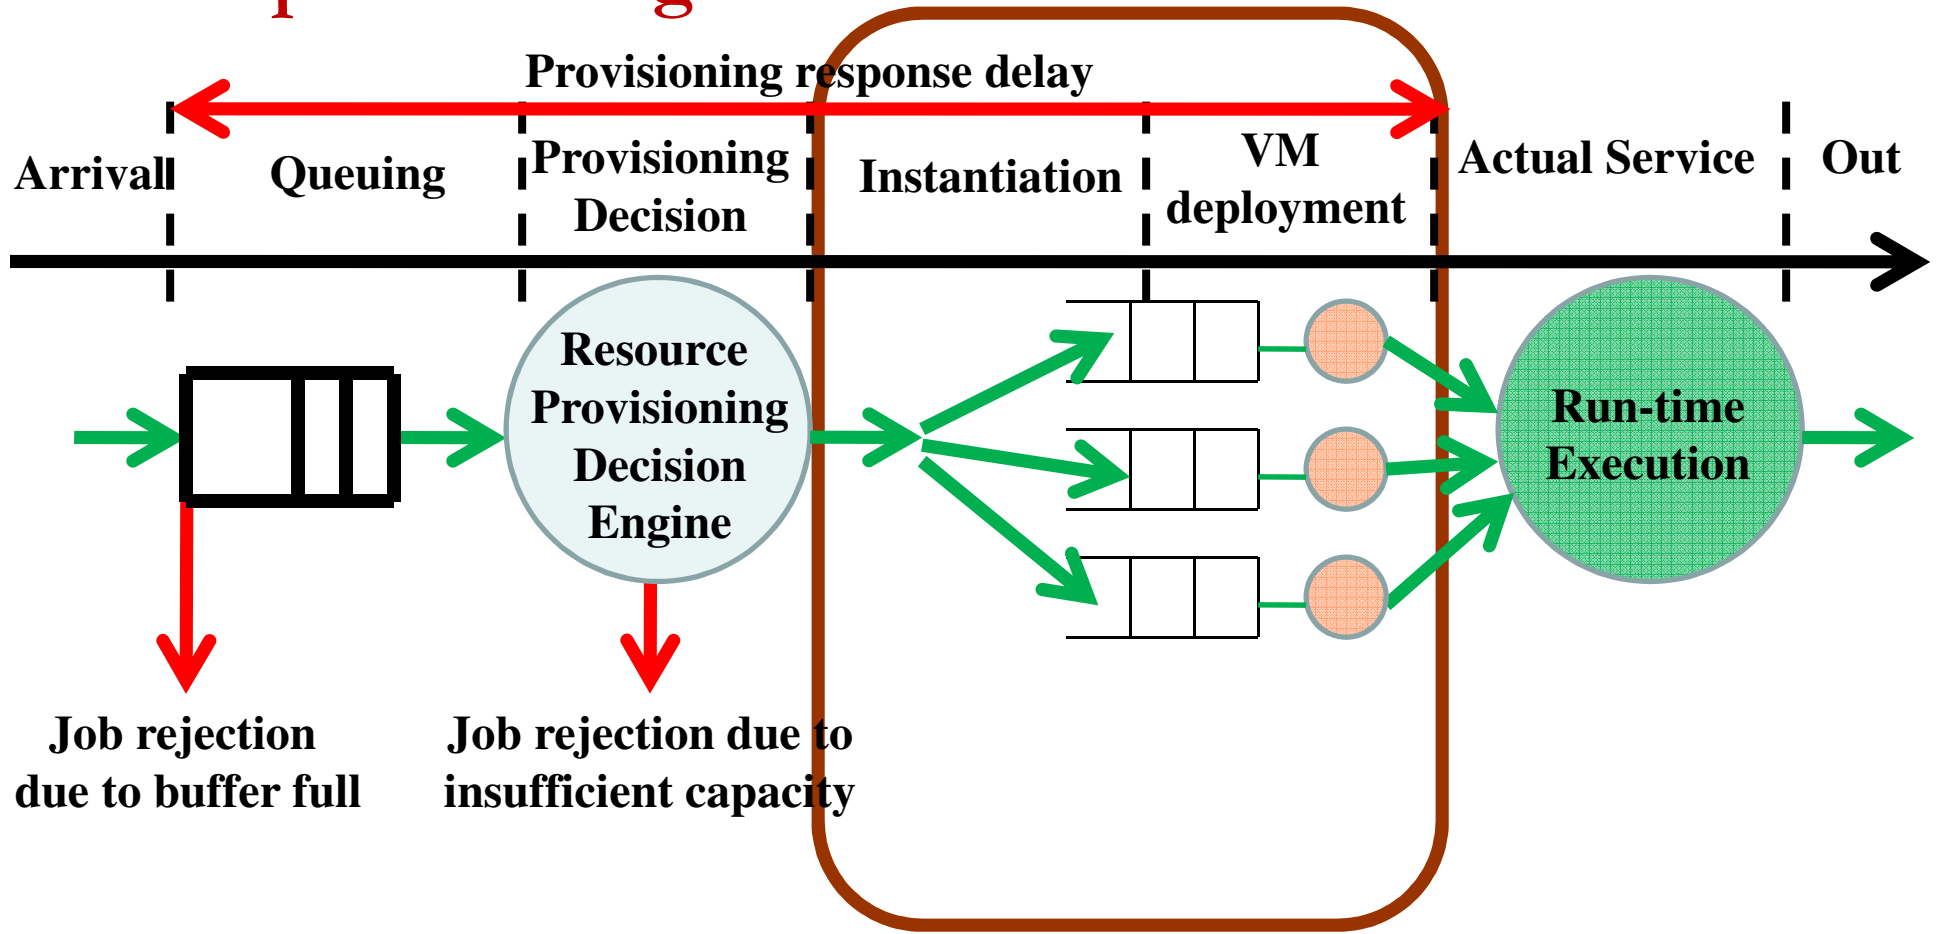 Provisioning response delay
Arrival
Queuing
Provisioning
Decision
Instantiation
VM
deployment
Actual Service
Out
Resource
Provisioning
Decision
Engine
Run-time
Execution
Job rejection
due to buffer full
Job rejection due to
insufficient capacity